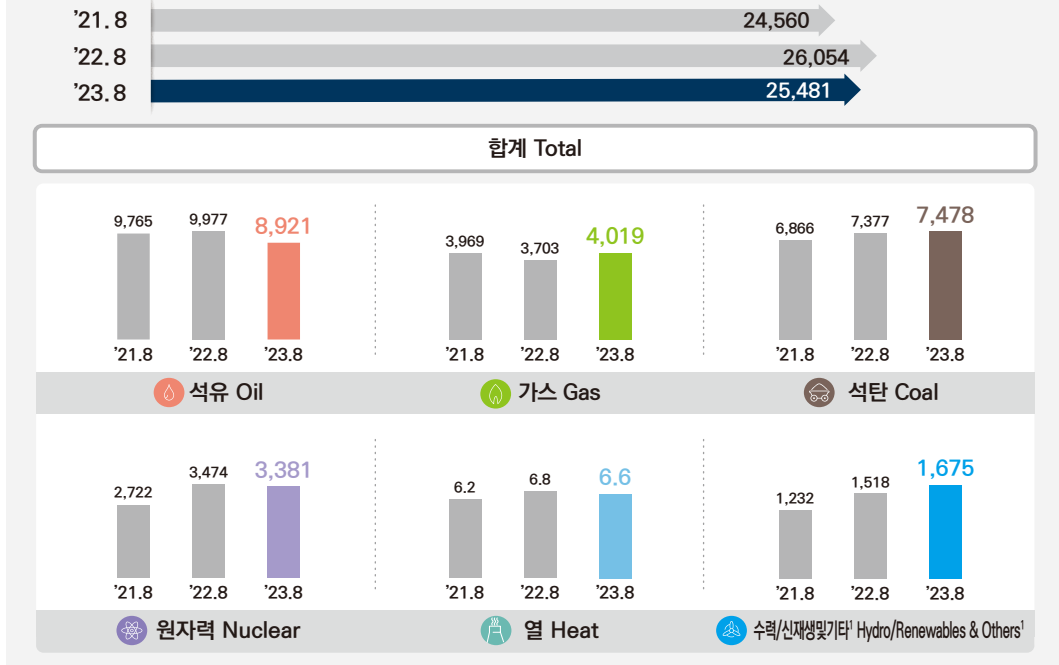 '21. 8 24,560
'22. 8 26,054
'23. 8 25,481
합계 Total
9,765 9,977 8,921
'21.8 '22.8 '23.8
석유 Oil
3,969 3,703 4,019
'21.8 '22.8 '23.8
가스 Gas
6,866 7,377 7,478
'21.8 '22.8 '23.8
석탄 Coal
2,722 3,474 3,381
'21.8 '22.8 '23.8
원자력 Nuclear
6.2 6.8 6.6
'21.8 '22.8 '23.8
열 Heat
1,232 1,518 1,675
'21.8 '22.8 '23.8
수력/신재생및기타¹ Hydro/Renewables & Others¹